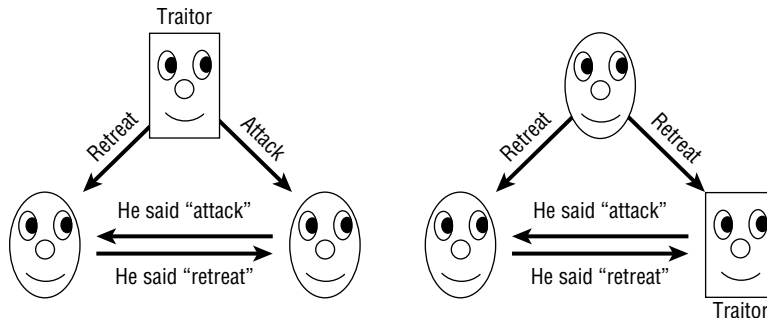 Traitor
Retreat
Attack
He said “attack”
He said “retreat”
Retreat
Retreat
He said “attack”
He said “retreat”
Traitor